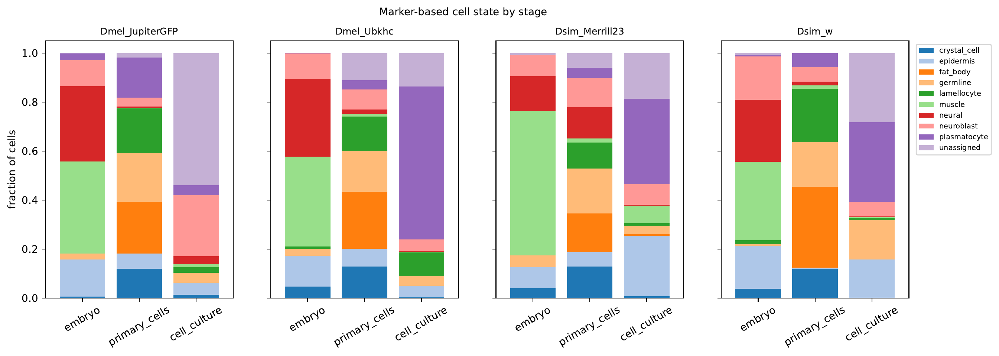 Marker-based cell state by stage
Dmel_JupiterGFP
Dmel_Ubkhc
Dsim_Merrill23
Dsim_w
fraction of cells
1.0
0.8
0.6
0.4
0.2
0.0
embryo
primary_cells
cell_culture
embryo
primary_cells
cell_culture
embryo
primary_cells
cell_culture
embryo
primary_cells
cell_culture
crystal_cell
epidermis
fat_body
germline
lamellocyte
muscle
neural
neuroblast
plasmatocyte
unassigned